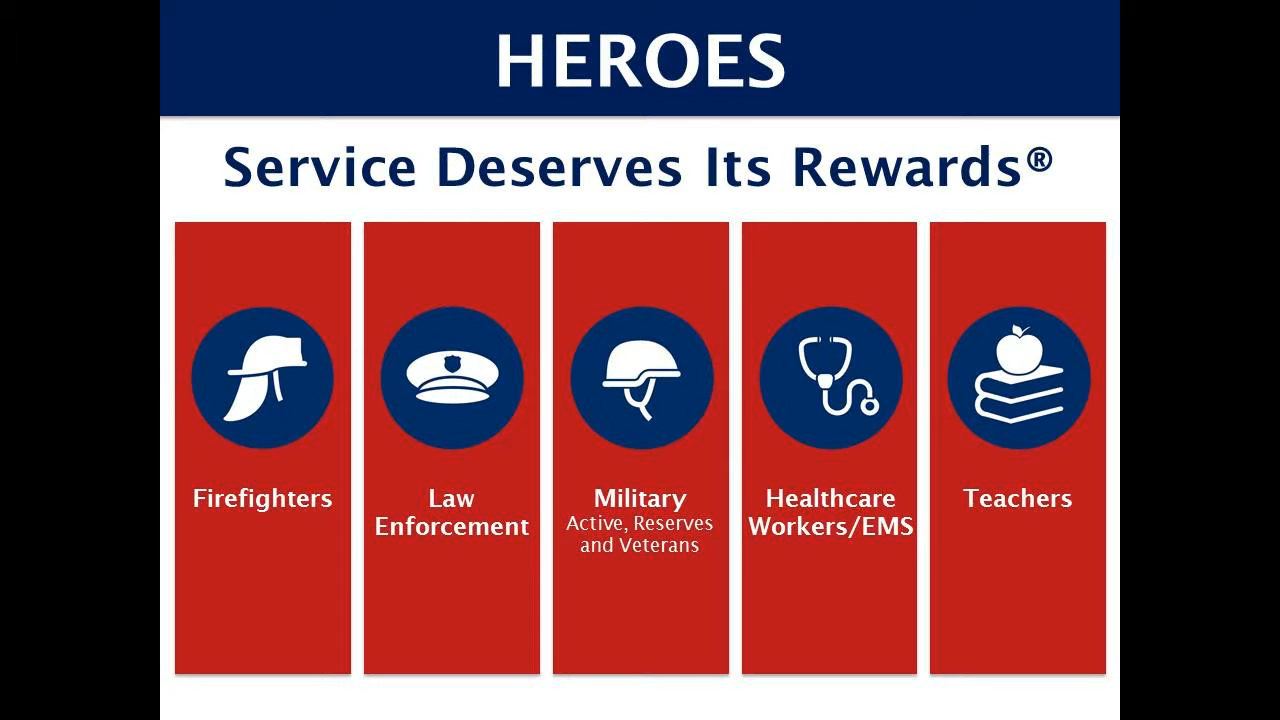 HEROES
Service Deserves Its Rewards®
Firefighters
Law
Enforcement
Military
Active, Reserves
and Veterans
Healthcare
Workers/EMS
Teachers